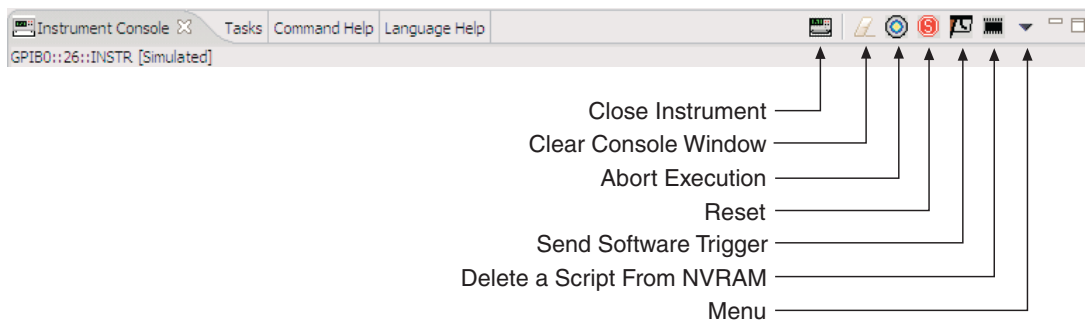 Instrument Console Tasks Command Help Language Help
GPIB0::26::INSTR [Simulated]
Close Instrument
Clear Console Window
Abort Execution
Reset
Send Software Trigger
Delete a Script From NVRAM
Menu